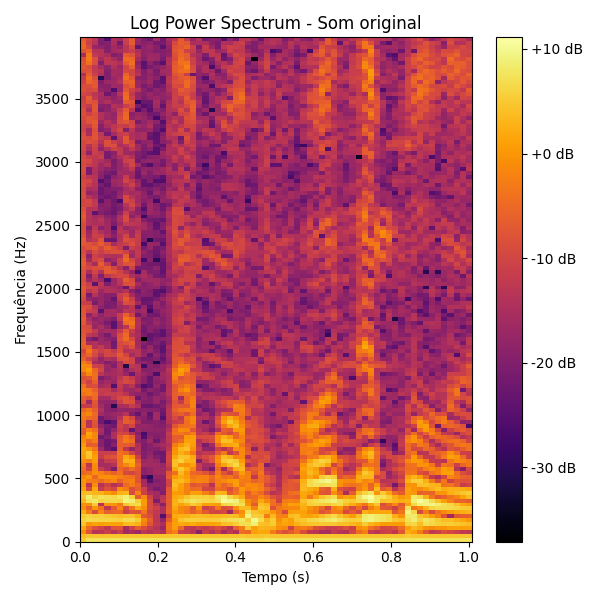 Log Power Spectrum - Som original
Frequência (Hz)
3500
3000
2500
2000
1500
1000
500
0
0.0 0.2 0.4 0.6 0.8 1.0
Tempo (s)
+10 dB
+0 dB
-10 dB
-20 dB
-30 dB